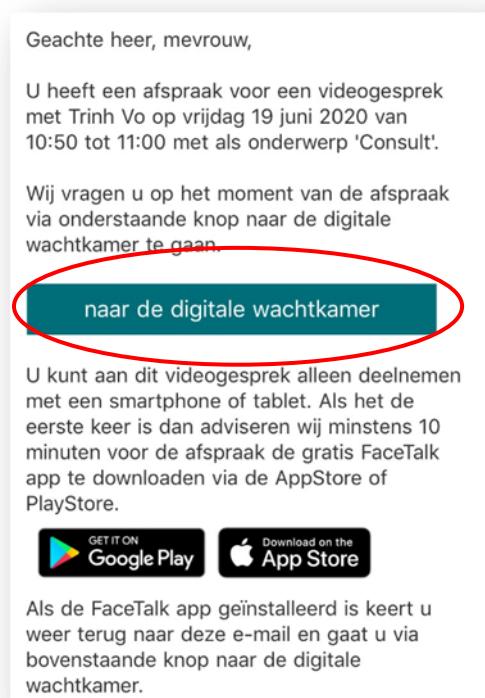 Geachte heer, mevrouw,
U heeft een afspraak voor een videogesprek
met Trinh Vo op vrijdag 19 juni 2020 van
10:50 tot 11:00 met als onderwerp 'Consult'.
Wij vragen u op het moment van de afspraak
via onderstaande knop naar de digitale
wachtkamer te gaan.
naar de digitale wachtkamer
U kunt aan dit videogesprek alleen deelnemen
met een smartphone of tablet. Als het de
eerste keer is dan adviseren wij minstens 10
minuten voor de afspraak de gratis FaceTalk
app te downloaden via de AppStore of
PlayStore.
GET IT ON
Google Play
Download on the
App Store
Als de FaceTalk app geïnstalleerd is keert u
weer terug naar deze e-mail en gaat u via
bovenstaande knop naar de digitale
wachtkamer.